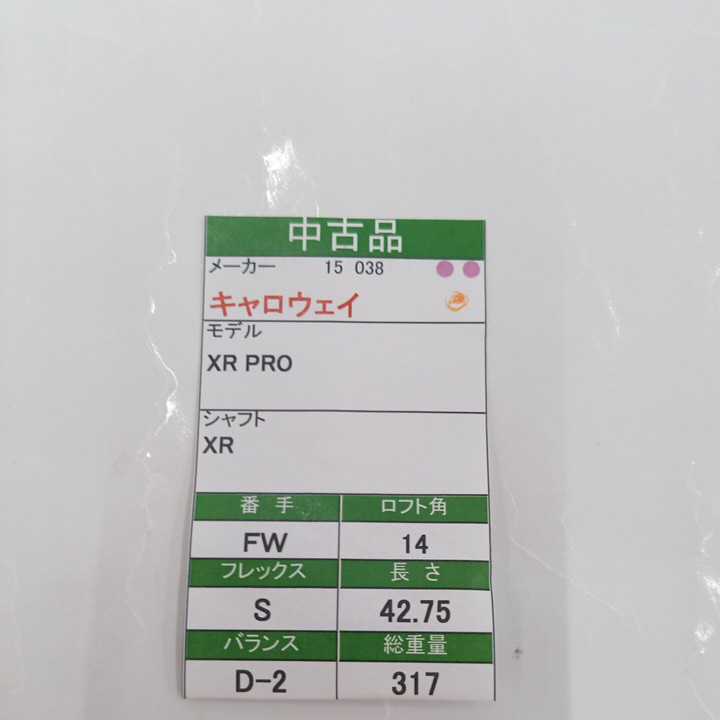 中古品
メーカー 15 038
キャロウェイ
モデル
XR PRO
シャフト
XR
番 手 ロフト角
FW 14
フレックス 長 さ
S 42.75
バランス 総重量
D-2 317